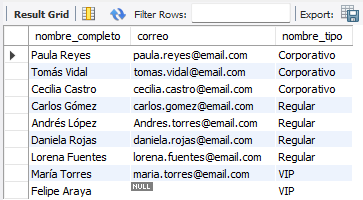 Result Grid Filter Rows: Export:
nombre_completo correo nombre_tipo
Paula Reyes paula.reyes@email.com Corporativo
Tomás Vidal tomas.vidal@email.com Corporativo
Cecilia Castro cecilia.castro@email.com Corporativo
Carlos Gómez carlos.gomez@email.com Regular
Andrés López Andres.torres@email.com Regular
Daniela Rojas daniela.rojas@email.com Regular
Lorena Fuentes lorena.fuentes@email.com Regular
María Torres maria.torres@email.com VIP
Felipe Araya NULL VIP